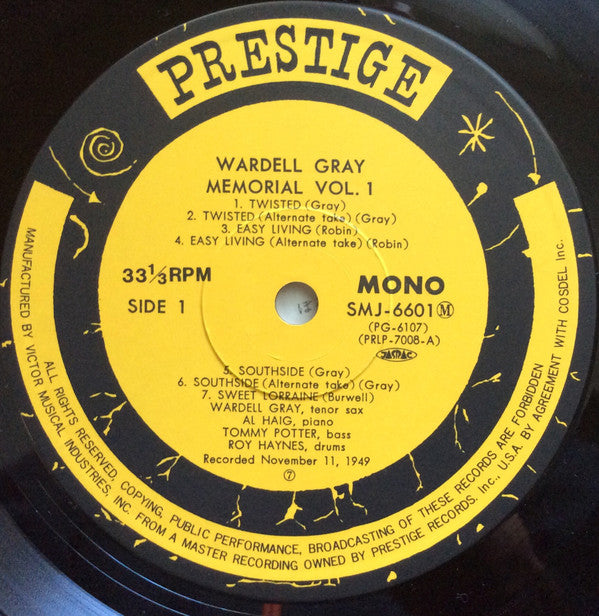 PRESTIGE
WARDELL GRAY
MEMORIAL VOL. 1
1. TWISTED (Gray)
2. TWISTED (Alternate take) (Gray)
3. EASY LIVING (Robin)
4. EASY LIVING (Alternate take) (Robin)
33⅓RPM
SIDE 1
MONO
SMJ-6601 Ⓜ
(PG-6107)
(PRLP-7008-A)
JASRAC
5. SOUTHSIDE (Gray)
6. SOUTHSIDE (Alternate take) (Gray)
7. SWEET LORRAINE (Burwell)
WARDELL GRAY, tenor sax
AL HAIG, piano
TOMMY POTTER, bass
ROY HAYNES, drums
Recorded November 11, 1949
⑦
ALL RIGHTS RESERVED, COPYING, PUBLIC PERFORMANCE, BROADCASTING OF THESE RECORDS ARE FORBIDDEN
MANUFACTURED BY VICTOR MUSICAL INDUSTRIES, INC. FROM A MASTER RECORDING OWNED BY PRESTIGE RECORDS, Inc., U.S.A. BY AGREEMENT WITH COSDEL Inc.